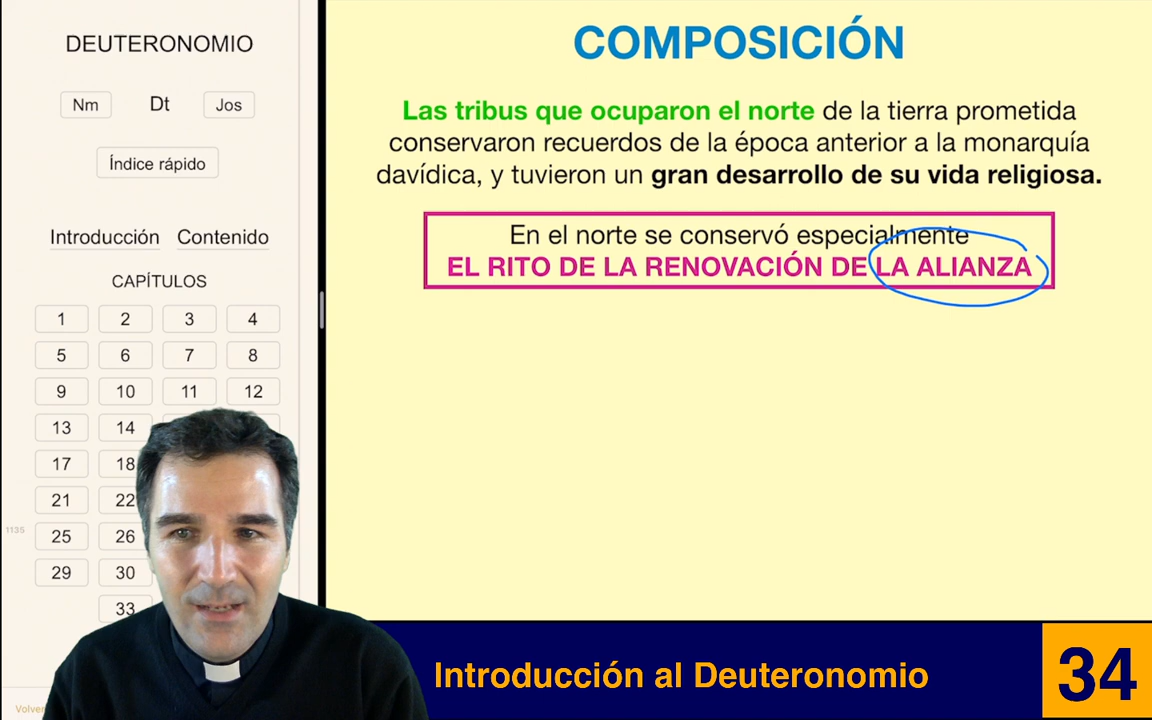 DEUTERONOMIO
Nm Dt Jos
Índice rápido
Introducción Contenido
CAPÍTULOS
1 2 3 4
5 6 7 8
9 10 11 12
13 14
17 18
21 22
1135
25 26
29 30
33
Volver
COMPOSICIÓN
Las tribus que ocuparon el norte de la tierra prometida
conservaron recuerdos de la época anterior a la monarquía
davídica, y tuvieron un gran desarrollo de su vida religiosa.
En el norte se conservó especialmente
EL RITO DE LA RENOVACIÓN DE LA ALIANZA
Introducción al Deuteronomio
34